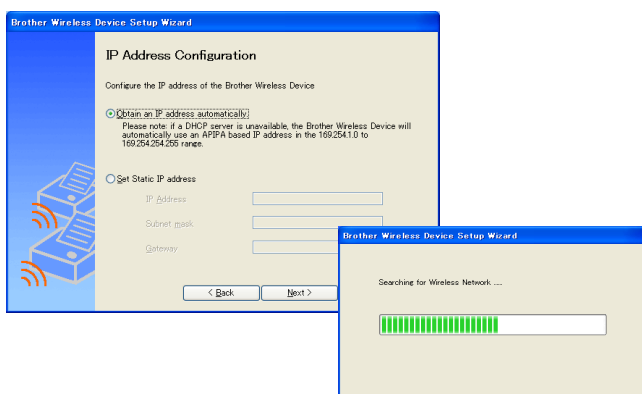 Brother Wireless Device Setup Wizard
IP Address Configuration
Configure the IP address of the Brother Wireless Device
Obtain an IP address automatically
Please note: if a DHCP server is unavailable, the Brother Wireless Device will
automatically use an APIPA based IP address in the 169.254.1.0 to
169.254.254.255 range.
Set Static IP address
IP Address
Subnet mask
Gateway
< Back
Next >
Brother Wireless Device Setup Wizard
Searching for Wireless Network ....